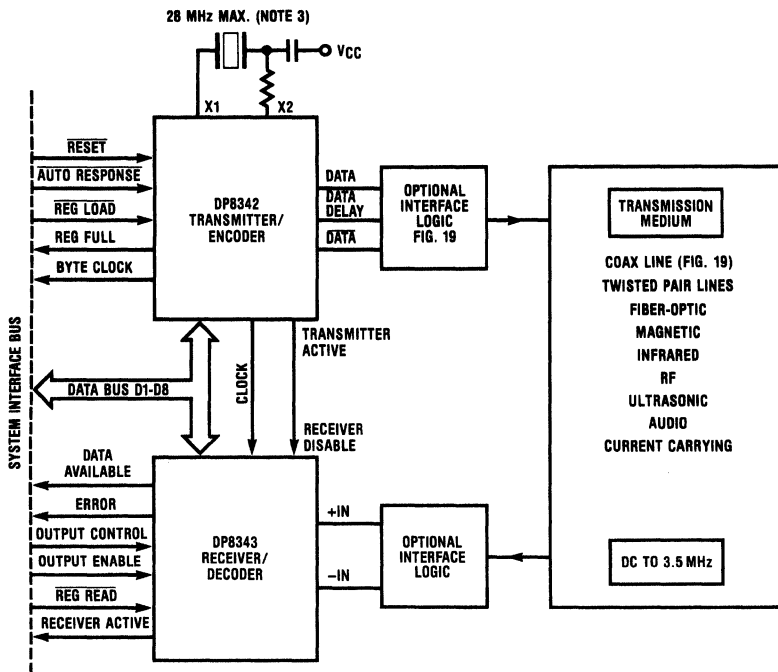 28 MHz MAX. (NOTE 3)
VCC
X1
X2
RESET
AUTO RESPONSE
REG LOAD
REG FULL
BYTE CLOCK
DP8342
TRANSMITTER/
ENCODER
DATA
DATA
DELAY
DATA
OPTIONAL
INTERFACE
LOGIC
FIG. 19
TRANSMISSION
MEDIUM
COAX LINE (FIG. 19)
TWISTED PAIR LINES
FIBER-OPTIC
MAGNETIC
INFRARED
RF
ULTRASONIC
AUDIO
CURRENT CARRYING
DC TO 3.5 MHz
SYSTEM INTERFACE BUS
DATA BUS D1-D8
CLOCK
TRANSMITTER
ACTIVE
RECEIVER
DISABLE
DATA
AVAILABLE
ERROR
OUTPUT CONTROL
OUTPUT ENABLE
REG READ
RECEIVER ACTIVE
DP8343
RECEIVER/
DECODER
+IN
−IN
OPTIONAL
INTERFACE
LOGIC